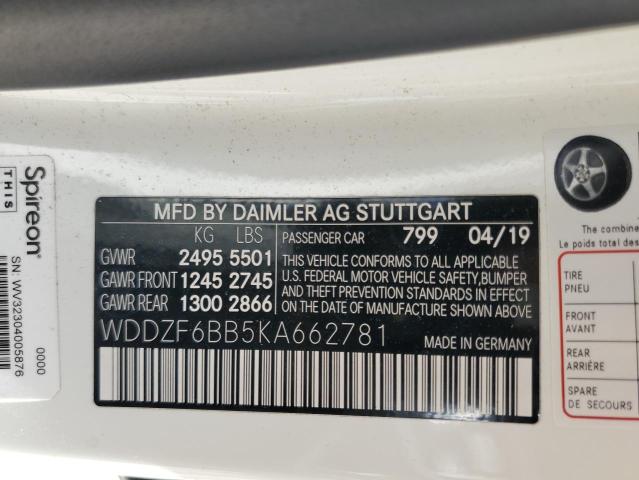 Spireon
THIS
SN: WV32304005876
0000
MFD BY DAIMLER AG STUTTGART
KG LBS
GVWR 2495 5501
GAWR FRONT 1245 2745
GAWR REAR 1300 2866
PASSENGER CAR 799 04/19
THIS VEHICLE CONFORMS TO ALL APPLICABLE
U.S. FEDERAL MOTOR VEHICLE SAFETY,BUMPER
AND THEFT PREVENTION STANDARDS IN EFFECT
ON THE DATE OF MANUFACTURE SHOWN ABOVE
WDDZF6BB5KA662781
MADE IN GERMANY
The combine
Le poids total des
TIRE
PNEU
FRONT
AVANT
REAR
ARRIÈRE
SPARE
DE SECOURS